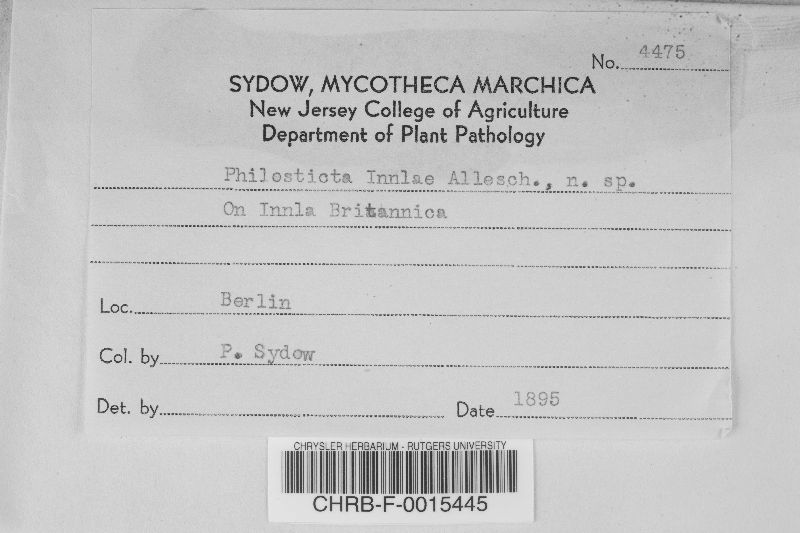 No. 4475
SYDOW, MYCOTHECA MARCHICA
New Jersey College of Agriculture
Department of Plant Pathology
Philosticta Innlae Allesch., n. sp.
On Innla Britannica
Loc. Berlin
Col. by P. Sydow
Det. by
Date 1895
CHRYSLER HERBARIUM - RUTGERS UNIVERSITY
CHRB-F-0015445